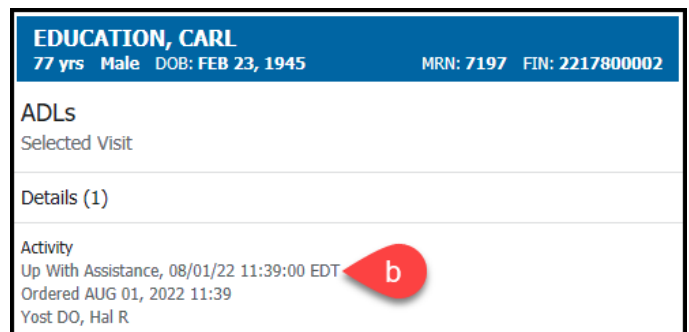 EDUCATION, CARL
77 yrs Male DOB: FEB 23, 1945 MRN: 7197 FIN: 2217800002
ADLs
Selected Visit
Details (1)
Activity
Up With Assistance, 08/01/22 11:39:00 EDT
b
Ordered AUG 01, 2022 11:39
Yost DO, Hal R